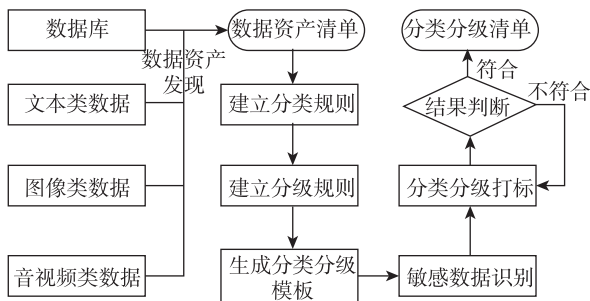 数据库
文本类数据
图像类数据
音视频类数据
数据资产
发现
数据资产清单
建立分类规则
建立分级规则
生成分类分级
模板
敏感数据识别
分类分级打标
结果判断
不符合
符合
分类分级清单